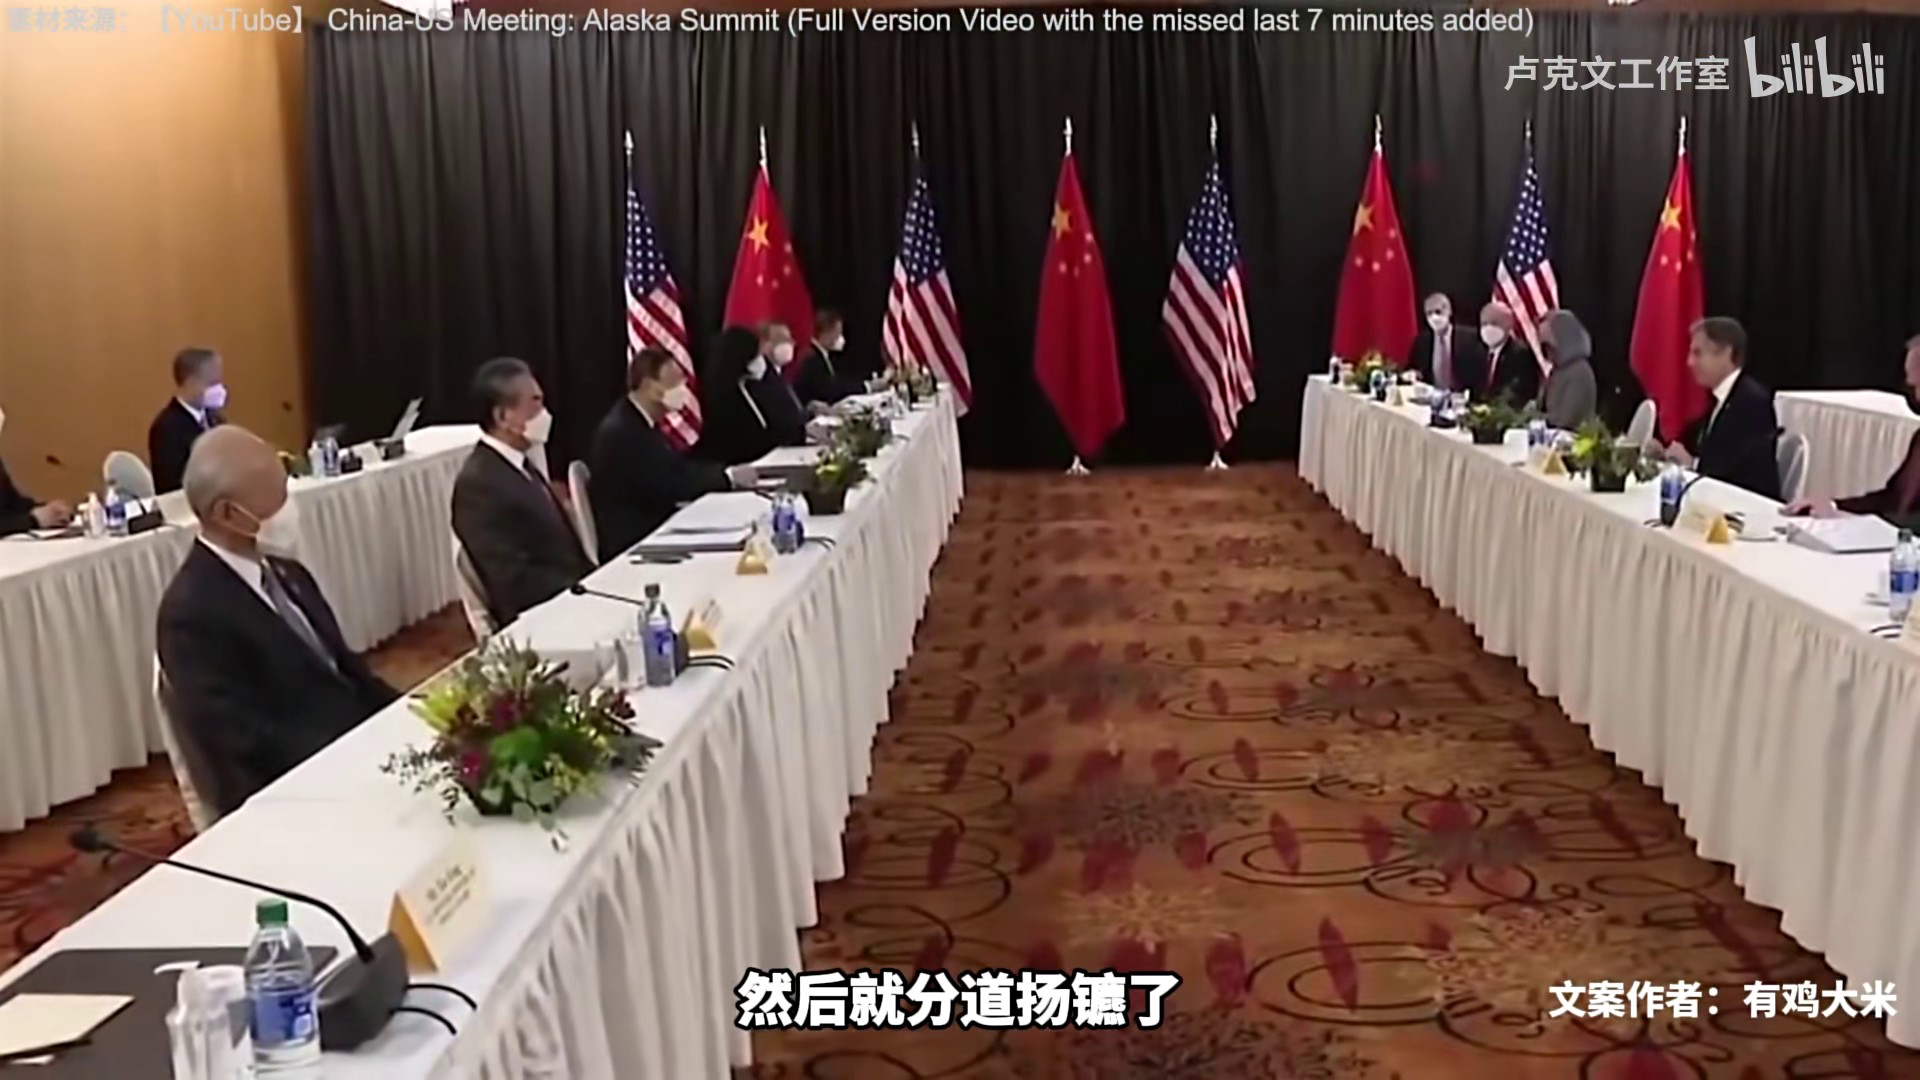 素材来源：【YouTube】 China-US Meeting: Alaska Summit (Full Version Video with the missed last 7 minutes added)
卢克文工作室 bilibili
然后就分道扬镳了
文案作者：有鸡大米